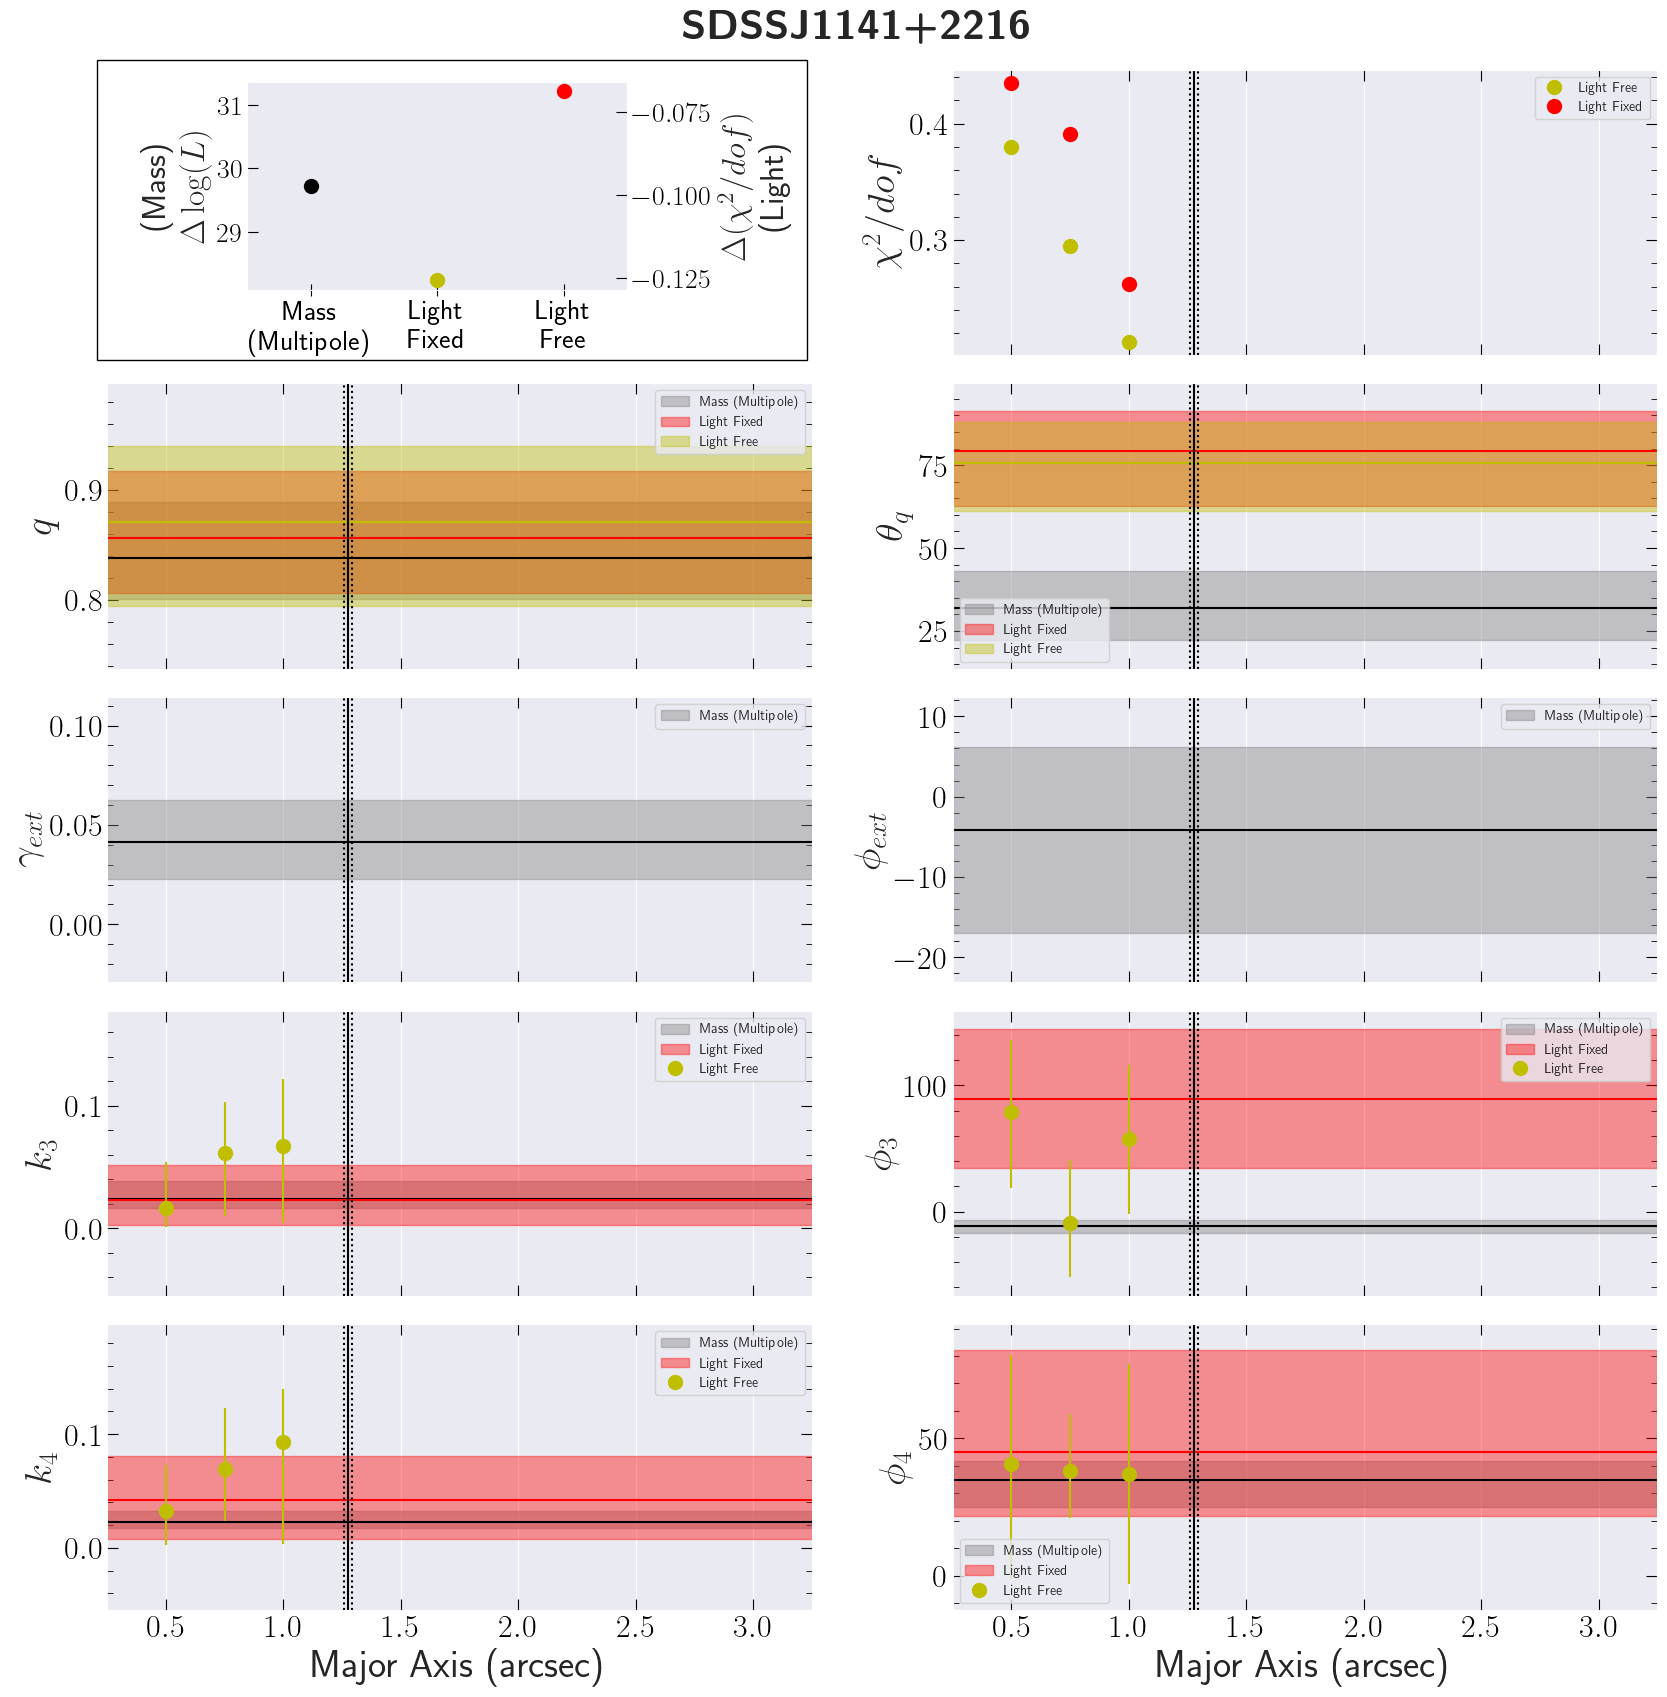 SDSSJ1141+2216
(Mass)
Δ log(L)
31
30
29
−0.075
−0.100
−0.125
Δ(χ²/dof)
(Light)
Mass
(Multipole)
Light
Fixed
Light
Free
χ²/dof
0.4
0.3
Light Free
Light Fixed
q
0.9
0.8
Mass (Multipole)
Light Fixed
Light Free
θ_q
75
50
25
Mass (Multipole)
Light Fixed
Light Free
γ_ext
0.10
0.05
0.00
Mass (Multipole)
ϕ_ext
10
0
−10
−20
Mass (Multipole)
k₃
0.1
0.0
Mass (Multipole)
Light Fixed
Light Free
ϕ₃
100
0
Mass (Multipole)
Light Fixed
Light Free
k₄
0.1
0.0
Mass (Multipole)
Light Fixed
Light Free
0.5 1.0 1.5 2.0 2.5 3.0
Major Axis (arcsec)
ϕ₄
50
0
Mass (Multipole)
Light Fixed
Light Free
0.5 1.0 1.5 2.0 2.5 3.0
Major Axis (arcsec)